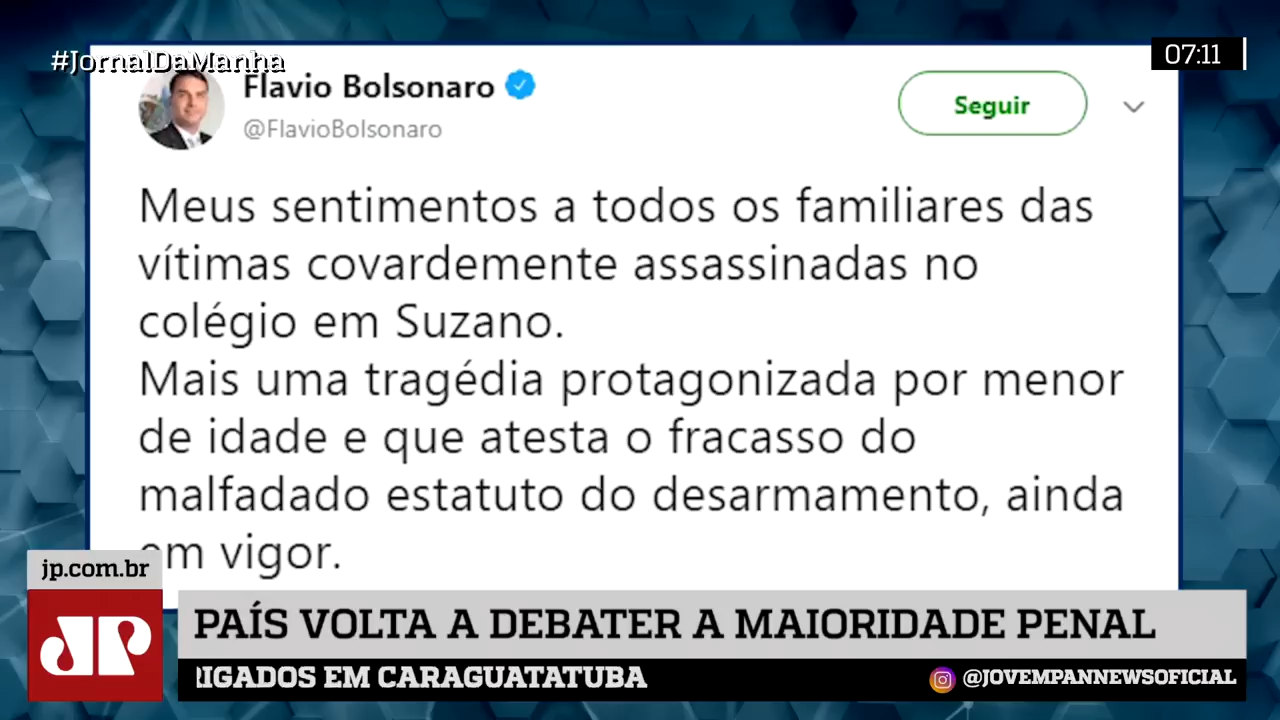 #JornalDaManha
07:11
Flavio Bolsonaro
@FlavioBolsonaro
Seguir
Meus sentimentos a todos os familiares das
vítimas covardemente assassinadas no
colégio em Suzano.
Mais uma tragédia protagonizada por menor
de idade e que atesta o fracasso do
malfadado estatuto do desarmamento, ainda
em vigor.
jp.com.br
JP
PAÍS VOLTA A DEBATER A MAIORIDADE PENAL
RIGADOS EM CARAGUATATUBA
@JOVEMPANNEWSOFICIAL